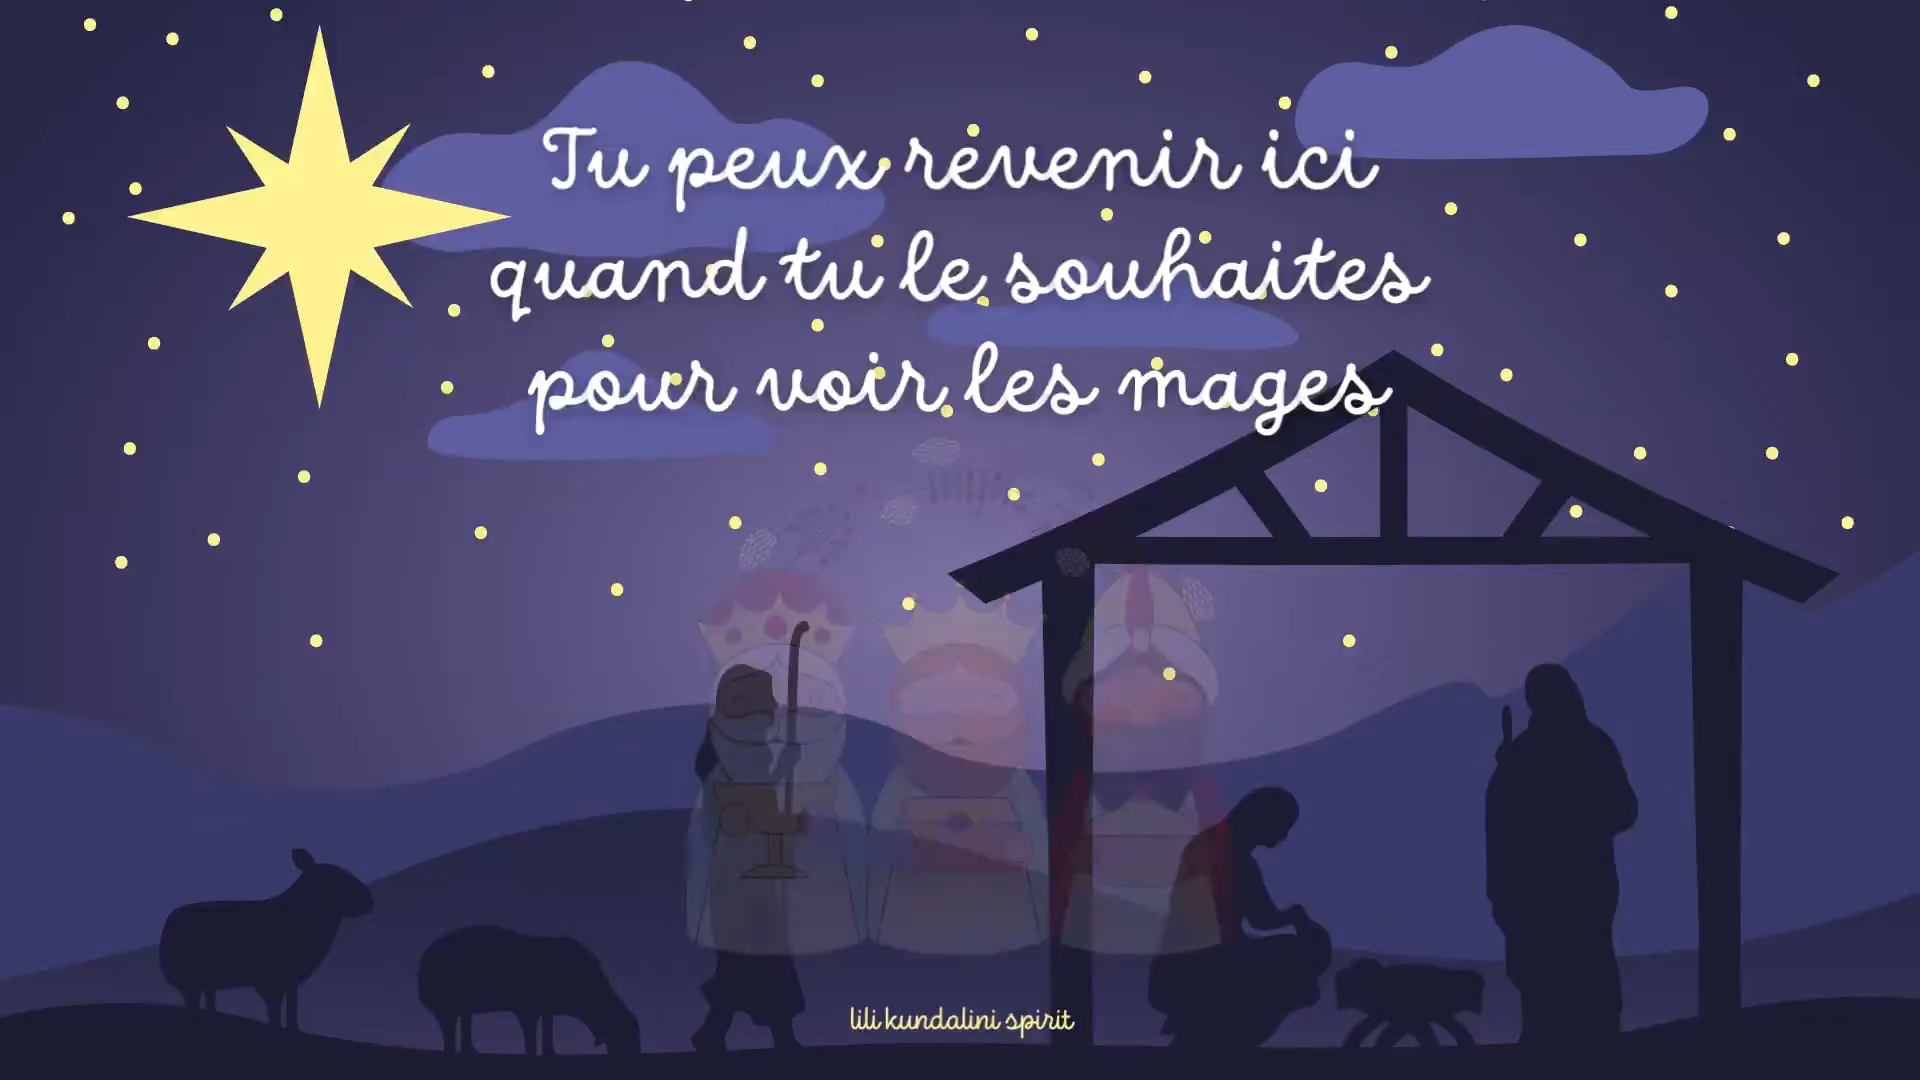 Tu peux revenir ici
quand tu le souhaites
pour voir les mages
lili kundalini spirit